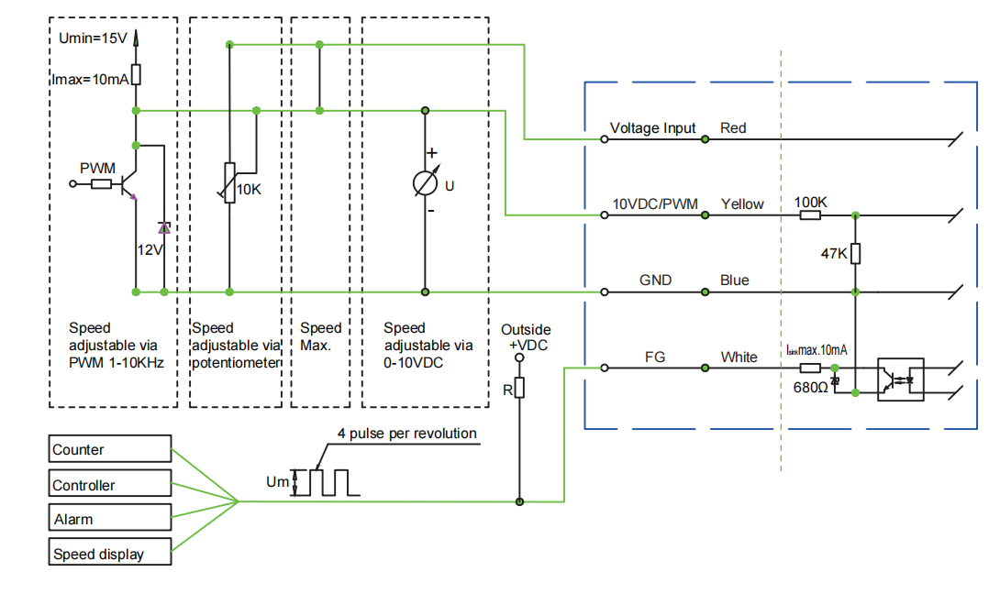 Umin=15V
Imax=10mA
PWM
12V
10K
+
U
-
Speed
adjustable via
PWM 1-10KHz
Speed
adjustable via
potentiometer
Speed
Max.
Speed
adjustable via
0-10VDC
Voltage Input Red
10VDC/PWM Yellow 100K
47K
GND Blue
FG White Isinkmax.10mA
680Ω
Outside
+VDC
R
4 pulse per revolution
Um
Counter
Controller
Alarm
Speed display